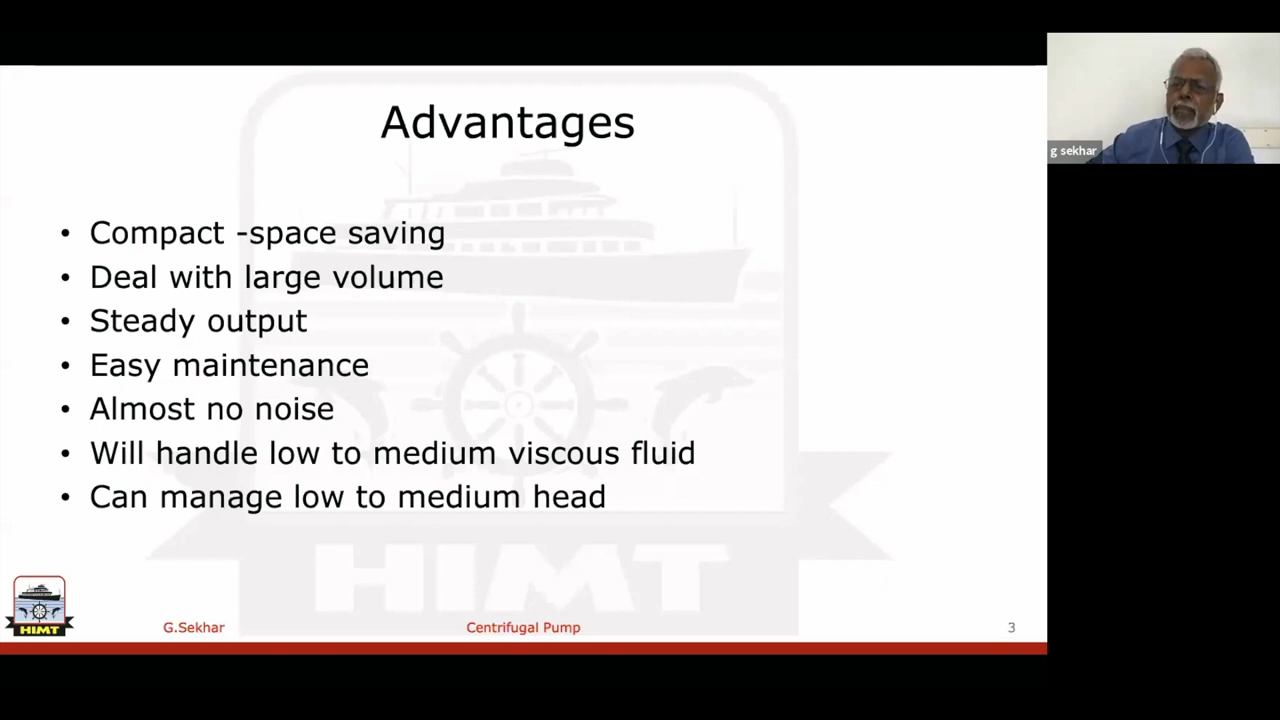 Advantages
g sekhar
• Compact -space saving
• Deal with large volume
• Steady output
• Easy maintenance
• Almost no noise
• Will handle low to medium viscous fluid
• Can manage low to medium head
HIMT
HIMT
G.Sekhar
Centrifugal Pump
3